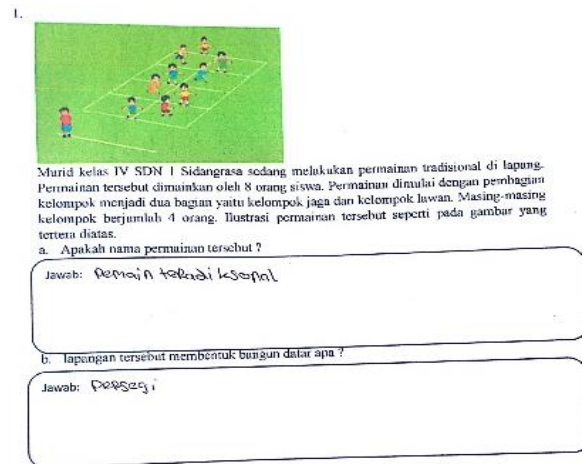 1.
Murid kelas IV SDN 1 Sidangrasa sedang melakukan permainan tradisional di lapang.
Permainan tersebut dimainkan oleh 8 orang siswa. Permainan dimulai dengan pembagian
kelompok menjadi dua bagian yaitu kelompok jaga dan kelompok lawan. Masing-masing
kelompok berjumlah 4 orang. Ilustrasi permainan tersebut seperti pada gambar yang
tertera diatas.
a. Apakah nama permainan tersebut ?
Jawab: Pemain
b. lapangan tersebut membentuk bangun datar apa ?
Jawab: Persegi